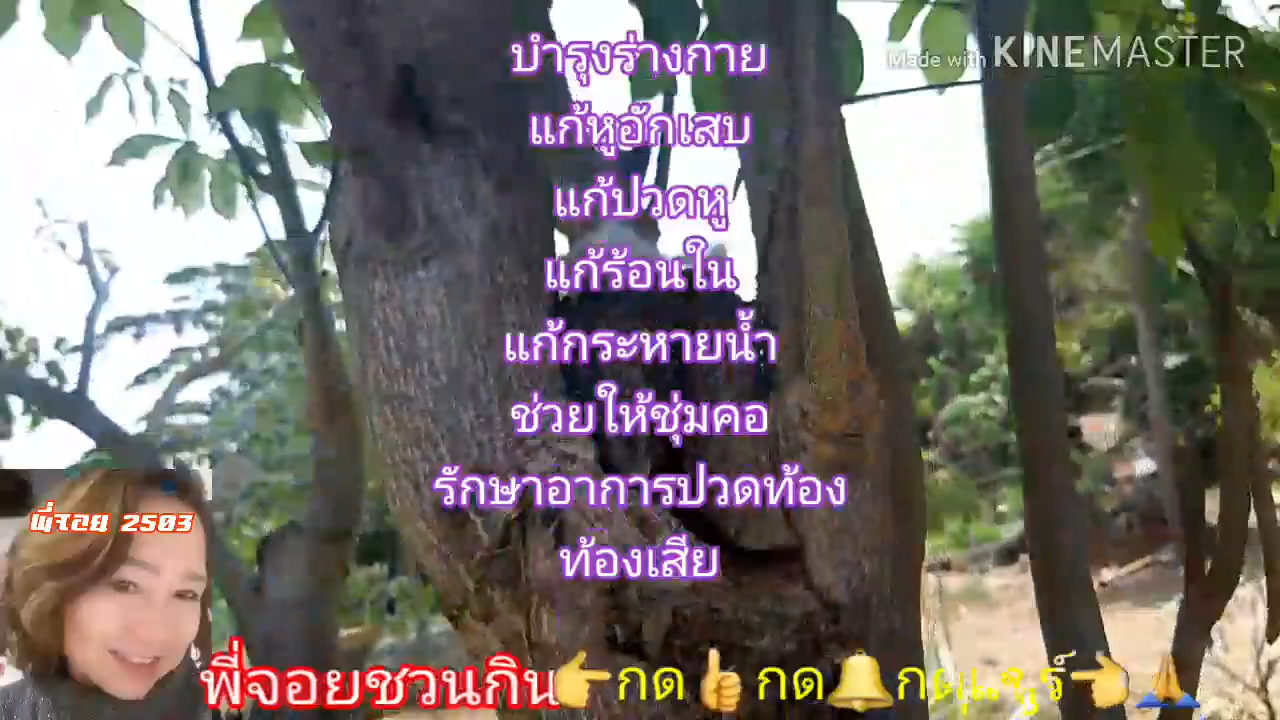 Made with KINEMASTER
บำรุงร่างกาย
แก้หูอักเสบ
แก้ปวดหู
แก้ร้อนใน
แก้กระหายน้ำ
ช่วยให้ชุ่มคอ
รักษาอาการปวดท้อง
ท้องเสีย
พี่จอย 2503
พี่จอยชวนกิน👉กด👍กด🔔กด👈🙏